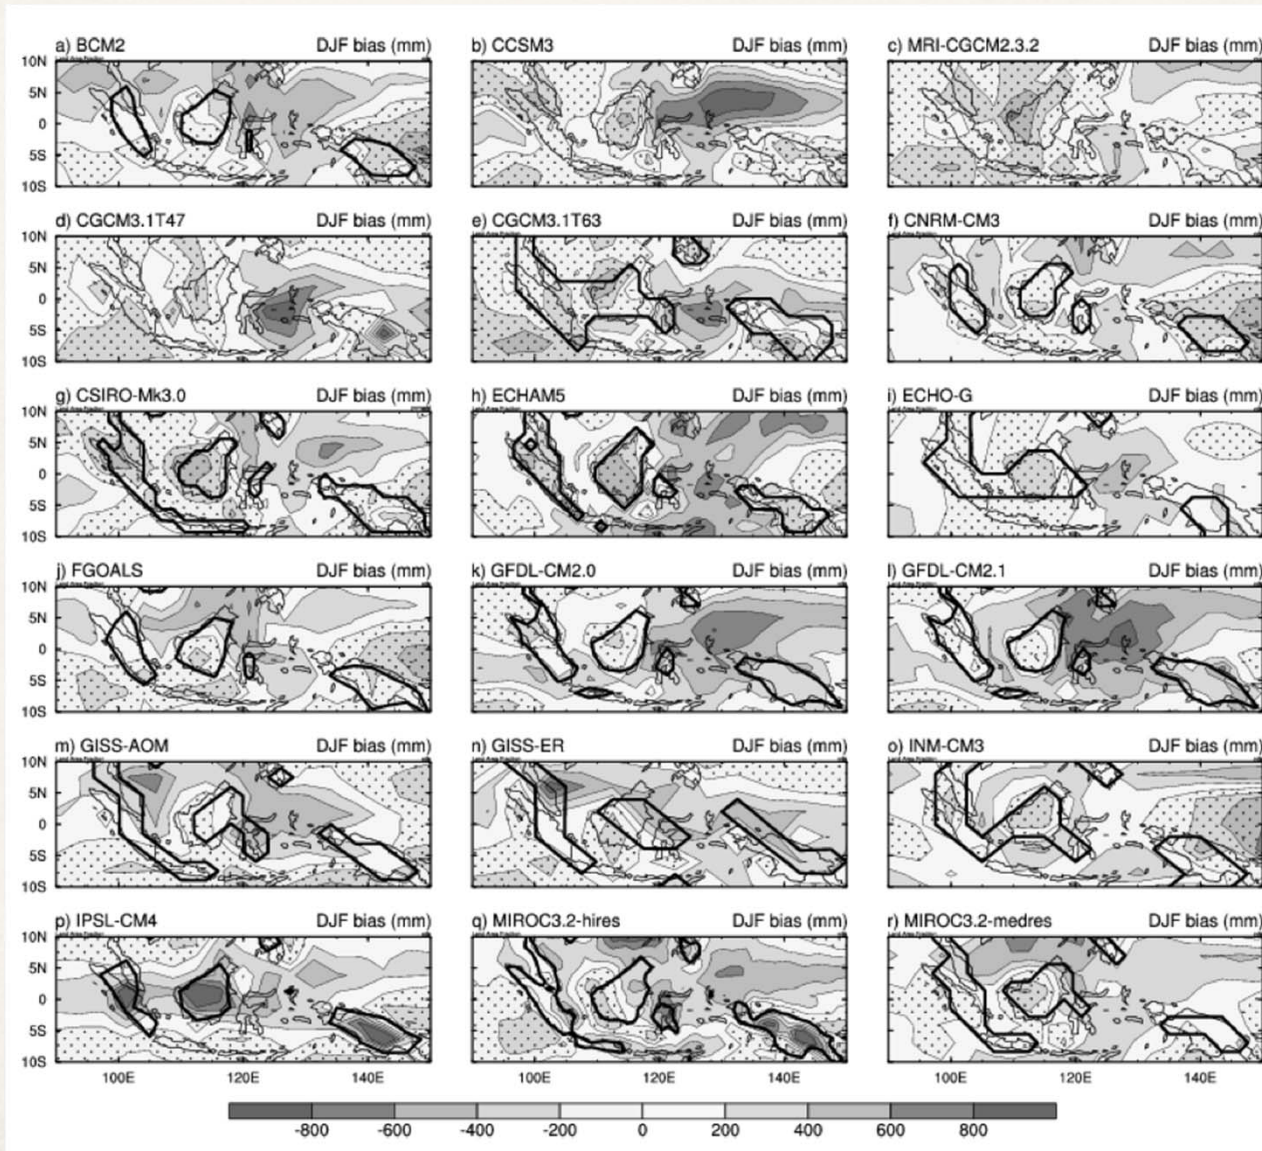 a) BCM2 DJF bias (mm) b) CCSM3 DJF bias (mm) c) MRI-CGCM2.3.2 DJF bias (mm)
10N
5N
0
5S
10S
d) CGCM3.1T47 DJF bias (mm) e) CGCM3.1T63 DJF bias (mm) f) CNRM-CM3 DJF bias (mm)
10N
5N
0
5S
10S
g) CSIRO-Mk3.0 DJF bias (mm) h) ECHAM5 DJF bias (mm) i) ECHO-G DJF bias (mm)
10N
5N
0
5S
10S
j) FGOALS DJF bias (mm) k) GFDL-CM2.0 DJF bias (mm) l) GFDL-CM2.1 DJF bias (mm)
10N
5N
0
5S
10S
m) GISS-AOM DJF bias (mm) n) GISS-ER DJF bias (mm) o) INM-CM3 DJF bias (mm)
10N
5N
0
5S
10S
p) IPSL-CM4 DJF bias (mm) q) MIROC3.2-hires DJF bias (mm) r) MIROC3.2-medres DJF bias (mm)
10N
5N
0
5S
10S
100E 120E 140E 100E 120E 140E 100E 120E 140E
-800 -600 -400 -200 0 200 400 600 800